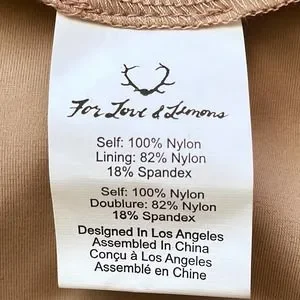 For Love & Lemons
Self: 100% Nylon
Lining: 82% Nylon
18% Spandex
Self: 100% Nylon
Doublure: 82% Nylon
18% Spandex
Designed In Los Angeles
Assembled In China
Conçu à Los Angeles
Assemblé en Chine